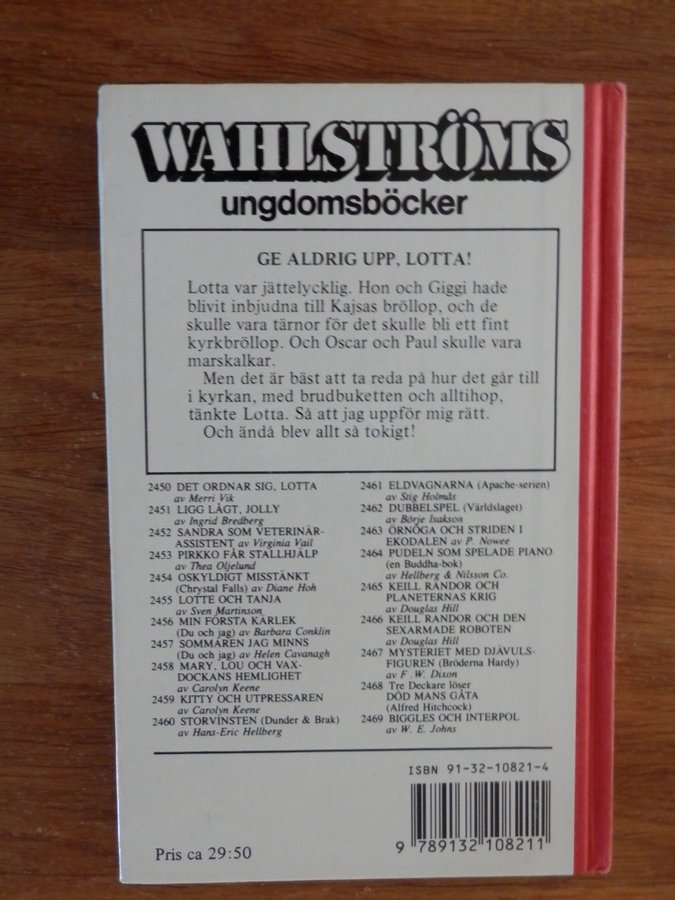 WAHLSTRÖMS
ungdomsböcker
GE ALDRIG UPP, LOTTA!
Lotta var jättelycklig. Hon och Giggi hade
blivit inbjudna till Kajsas bröllop, och de
skulle vara tärnor för det skulle bli ett fint
kyrkbröllop. Och Oscar och Paul skulle vara
marskalkar.
Men det är bäst att ta reda på hur det går till
i kyrkan, med brudbuketten och alltihop,
tänkte Lotta. Så att jag uppför mig rätt.
Och ändå blev allt så tokigt!
2450 DET ORDNAR SIG, LOTTA
av Merri Vik
2451 LIGG LÅGT, JOLLY
av Ingrid Bredberg
2452 SANDRA SOM VETERINÄR-
ASSISTENT av Virginia Vail
2453 PIRKKO FÅR STALLHJÄLP
av Thea Oljelund
2454 OSKYLDIGT MISSTÄNKT
(Chrystal Falls) av Diane Hoh
2455 LOTTE OCH TANJA
av Sven Martinson
2456 MIN FÖRSTA KÄRLEK
(Du och jag) av Barbara Conklin
2457 SOMMAREN JAG MINNS
(Du och jag) av Helen Cavanagh
2458 MARY, LOU OCH VAX-
DOCKANS HEMLIGHET
av Carolyn Keene
2459 KITTY OCH UTPRESSAREN
av Carolyn Keene
2460 STORVINSTEN (Dunder & Brak)
av Hans-Eric Hellberg
2461 ELDVAGNARNA (Apache-serien)
av Stig Holmås
2462 DUBBELSPEL (Världslaget)
av Börje Isakson
2463 ÖRNÖGA OCH STRIDEN I
EKODALEN av P. Nowee
2464 PUDELN SOM SPELADE PIANO
(en Buddha-bok)
av Hellberg & Nilsson Co.
2465 KEILL RANDOR OCH
PLANETERNAS KRIG
av Douglas Hill
2466 KEILL RANDOR OCH DEN
SEXARMADE ROBOTEN
av Douglas Hill
2467 MYSTERIET MED DJÄVULS-
FIGUREN (Bröderna Hardy)
av F. W. Dixon
2468 Tre Deckare löser
DÖD MANS GÅTA
(Alfred Hitchcock)
2469 BIGGLES OCH INTERPOL
av W. E. Johns
ISBN 91-32-10821-4
9 789132 108211
Pris ca 29:50